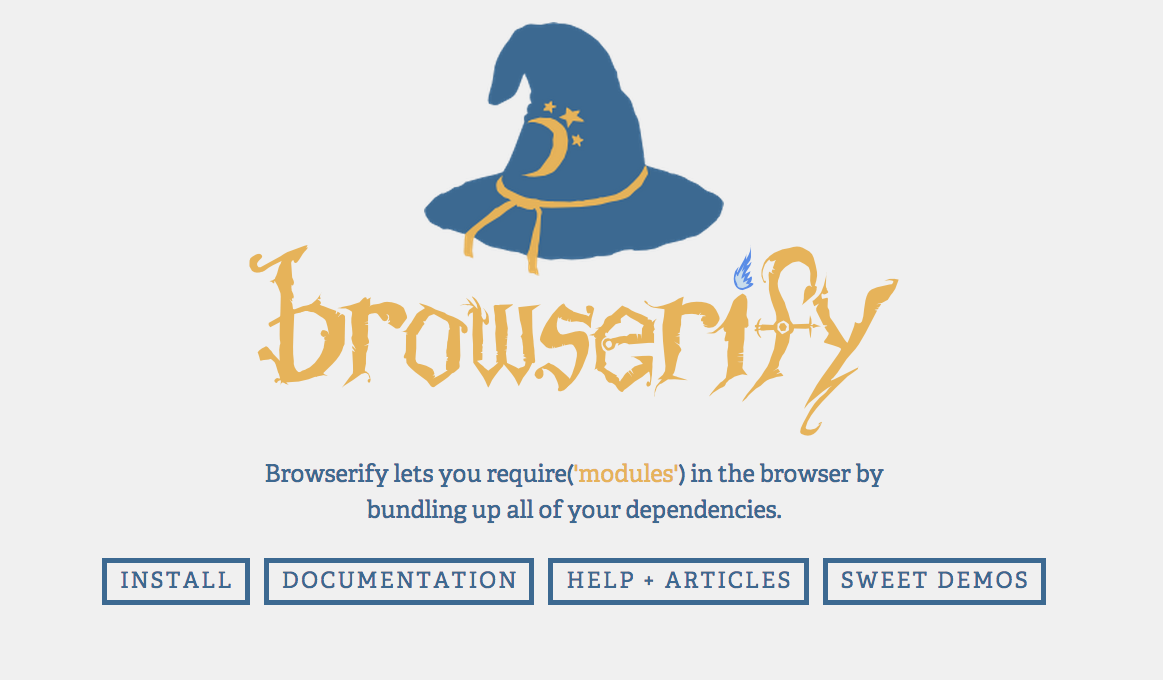 browserify
Browserify lets you require('modules') in the browser by
bundling up all of your dependencies.
INSTALL DOCUMENTATION HELP + ARTICLES SWEET DEMOS